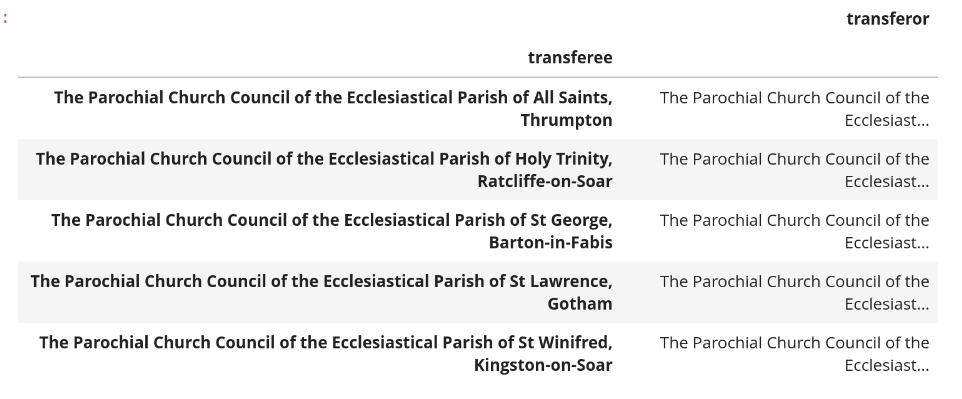 :
transferor
transferee
The Parochial Church Council of the Ecclesiastical Parish of All Saints,
Thrumpton
The Parochial Church Council of the
Ecclesiast...
The Parochial Church Council of the Ecclesiastical Parish of Holy Trinity,
Ratcliffe-on-Soar
The Parochial Church Council of the
Ecclesiast...
The Parochial Church Council of the Ecclesiastical Parish of St George,
Barton-in-Fabis
The Parochial Church Council of the
Ecclesiast...
The Parochial Church Council of the Ecclesiastical Parish of St Lawrence,
Gotham
The Parochial Church Council of the
Ecclesiast...
The Parochial Church Council of the Ecclesiastical Parish of St Winifred,
Kingston-on-Soar
The Parochial Church Council of the
Ecclesiast...